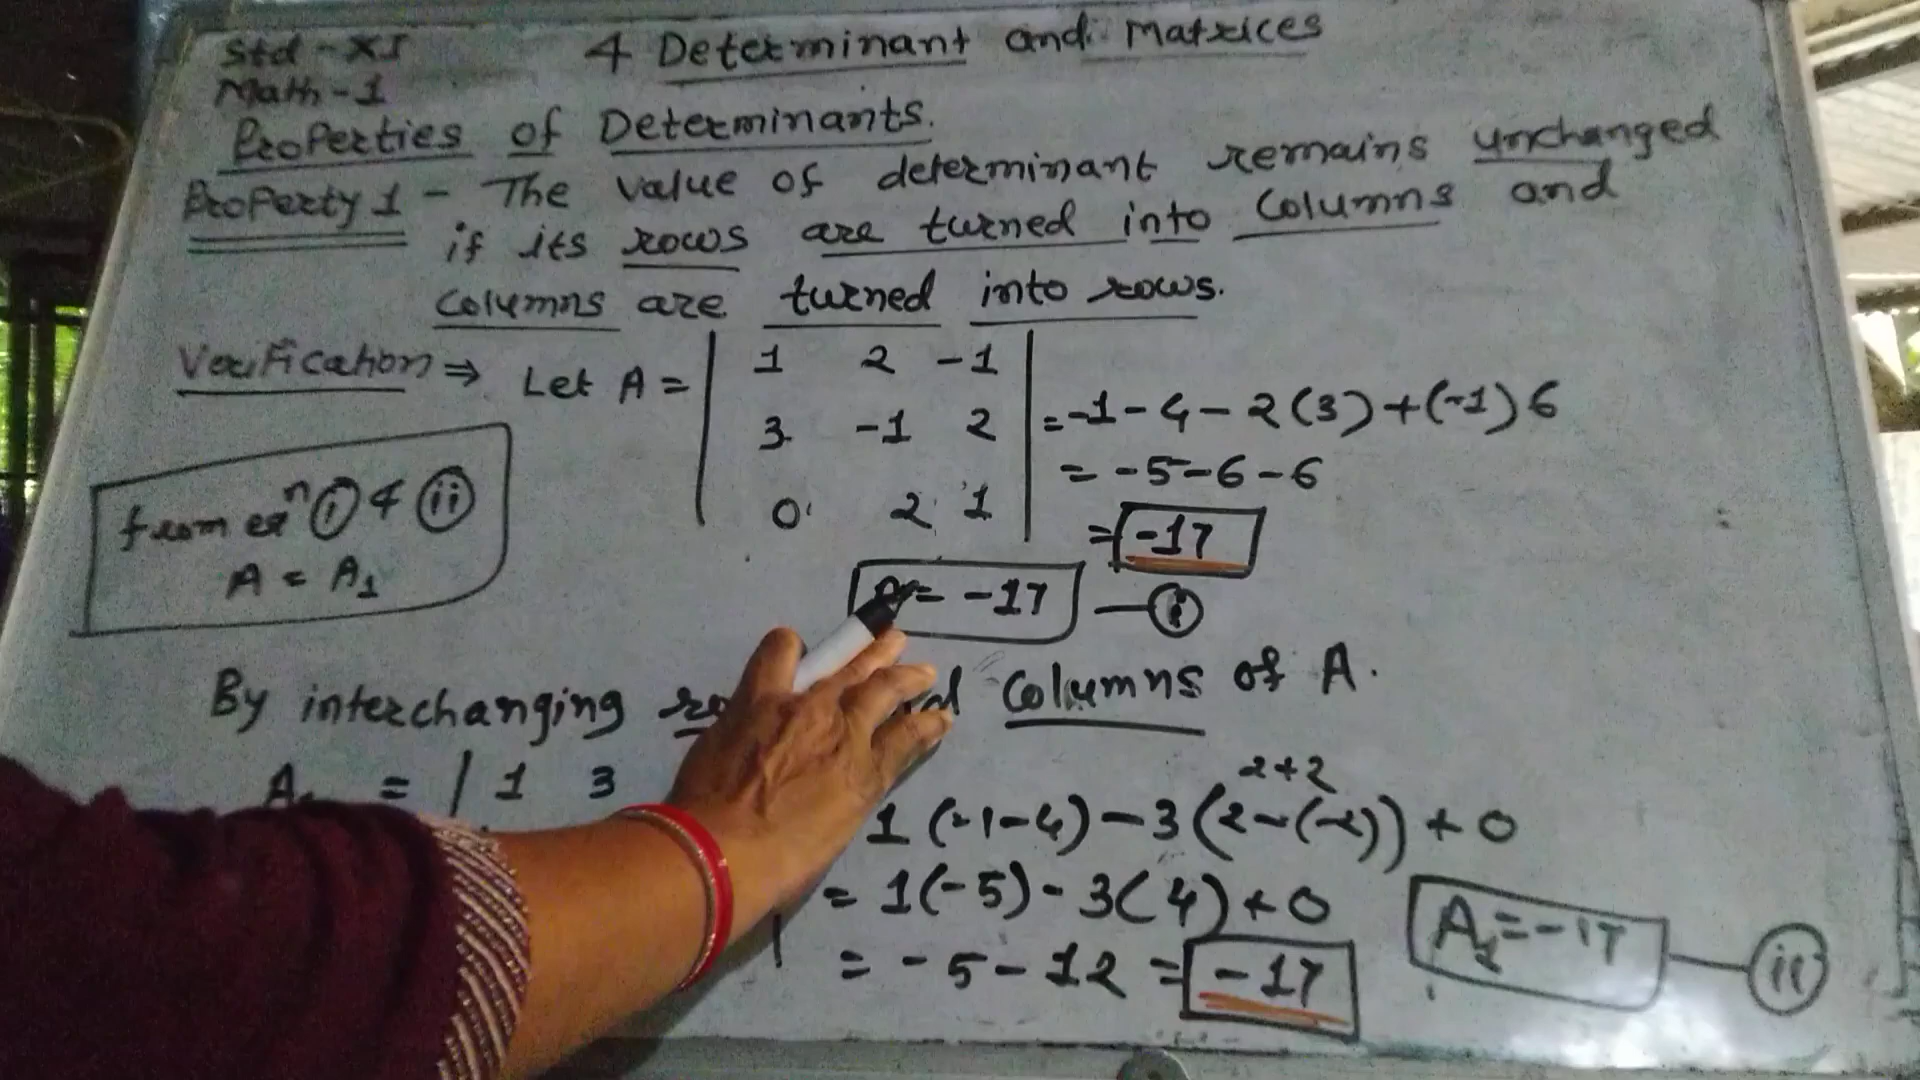 Std - XI
Math - 1
4 Determinant and Matrices
Properties of Determinants.
Property 1 - The value of determinant remains unchanged
if its rows are turned into columns and
columns are turned into rows.
Verification ⇒ Let A =
1 2 -1
3 -1 2
0 2 1
= -1 - 4 - 2(3) + (-1) 6
= -5 - 6 - 6
= -17
A = -17 — (i)
from eqⁿ (i) & (ii)
A = A₁
By interchanging and columns of A.
A₁ = | 1 3
2+2
1 (-1-4) - 3(2-(-2)) + 0
= 1(-5) - 3(4) + 0
= -5 - 12 = -17
A₁ = -17 — (ii)